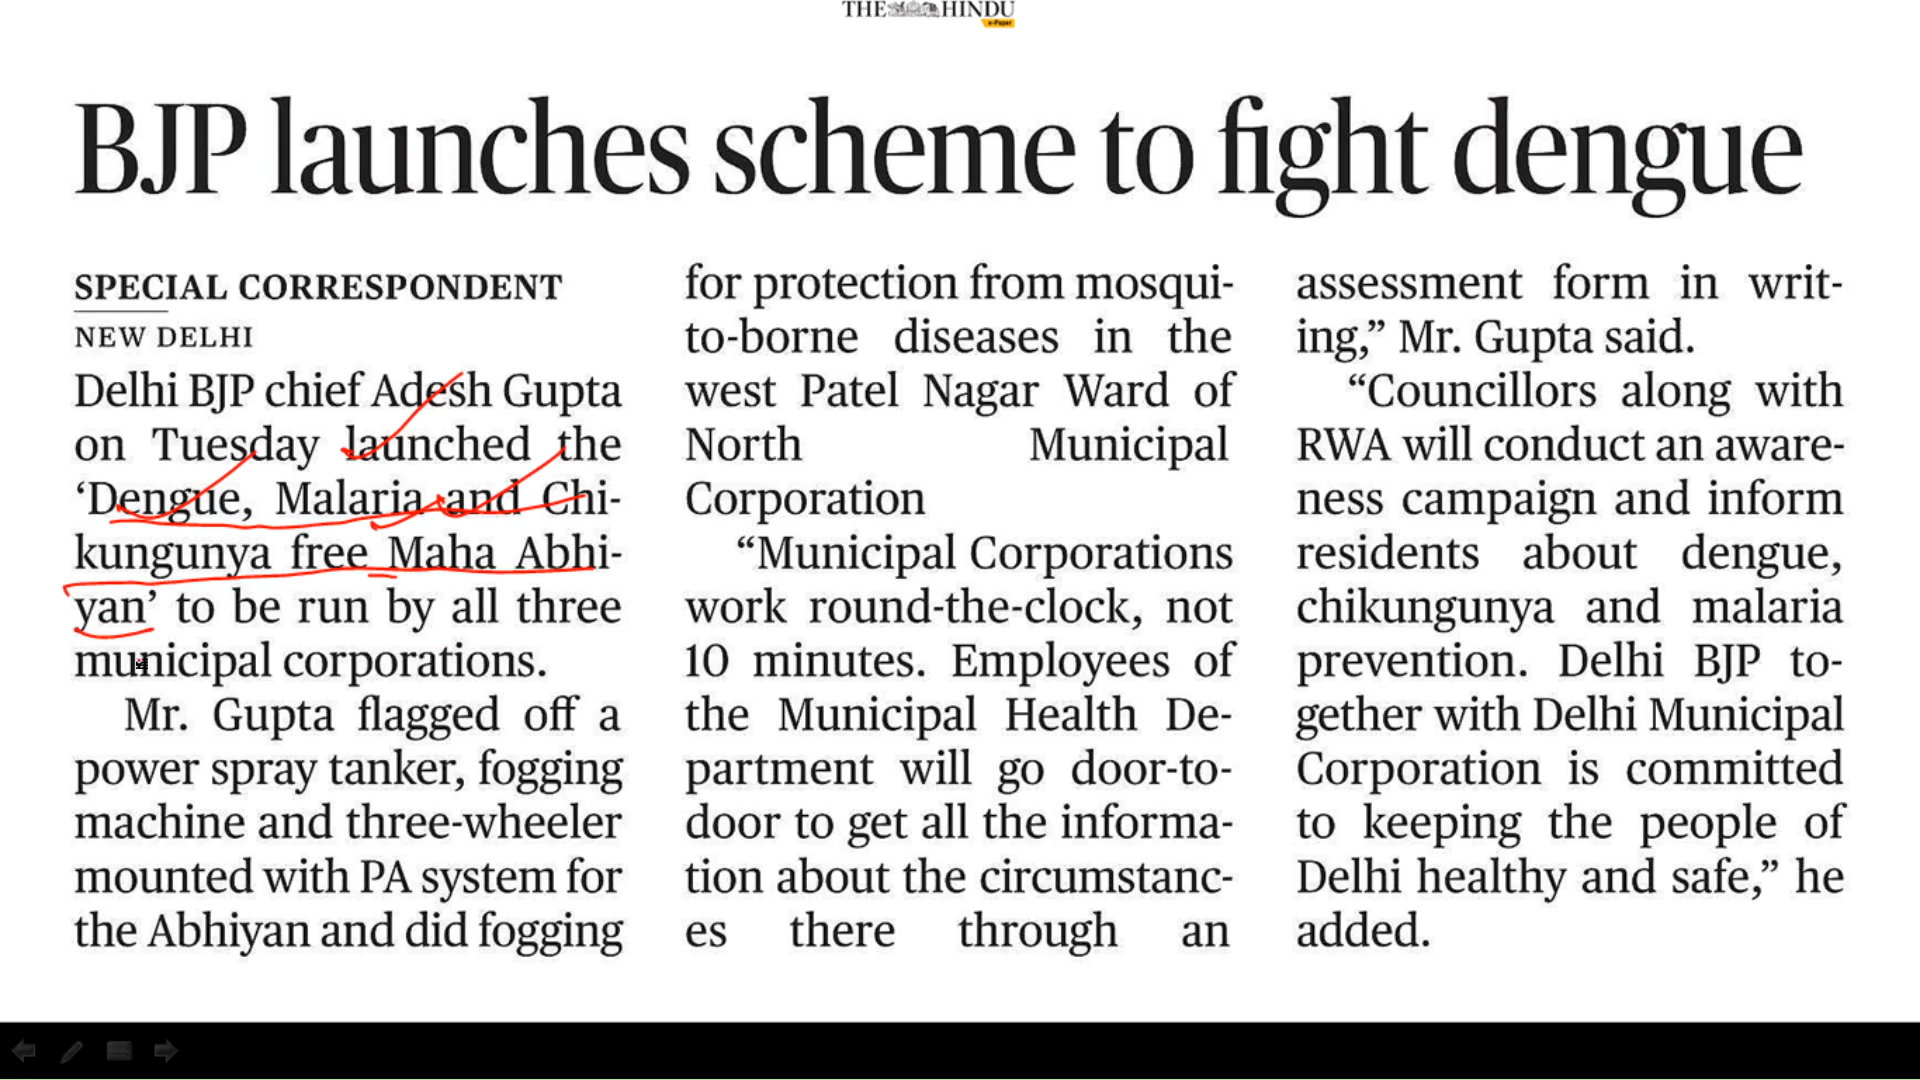 THE HINDU
e-Paper
BJP launches scheme to fight dengue
SPECIAL CORRESPONDENT
NEW DELHI
Delhi BJP chief Adesh Gupta
on Tuesday launched the
‘Dengue, Malaria and Chi-
kungunya free Maha Abhi-
yan’ to be run by all three
municipal corporations.
Mr. Gupta flagged off a
power spray tanker, fogging
machine and three-wheeler
mounted with PA system for
the Abhiyan and did fogging
for protection from mosqui-
to-borne diseases in the
west Patel Nagar Ward of
North Municipal
Corporation
“Municipal Corporations
work round-the-clock, not
10 minutes. Employees of
the Municipal Health De-
partment will go door-to-
door to get all the informa-
tion about the circumstanc-
es there through an
assessment form in writ-
ing,” Mr. Gupta said.
“Councillors along with
RWA will conduct an aware-
ness campaign and inform
residents about dengue,
chikungunya and malaria
prevention. Delhi BJP to-
gether with Delhi Municipal
Corporation is committed
to keeping the people of
Delhi healthy and safe,” he
added.